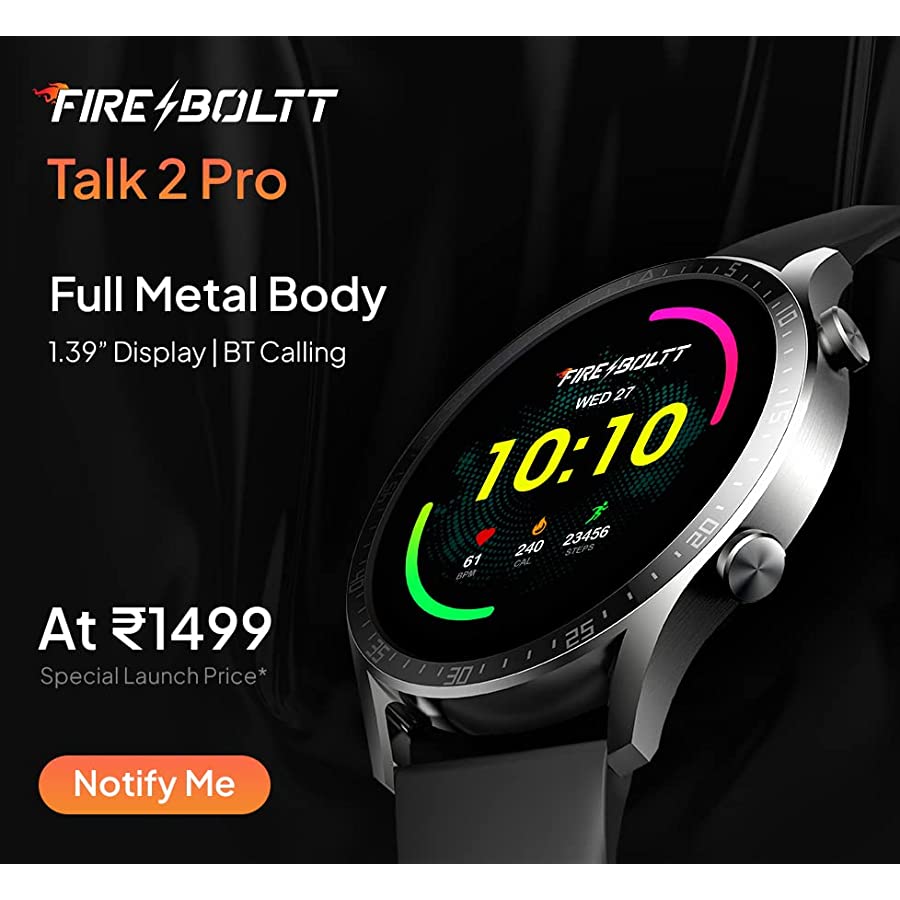 FIRE BOLTT
Talk 2 Pro
Full Metal Body
1.39” Display | BT Calling
At ₹1499
Special Launch Price*
Notify Me
FIRE BOLTT
WED 27
10:10
61
BPM
240
CAL
23456
STEPS
5
10
15
20
25
30
35